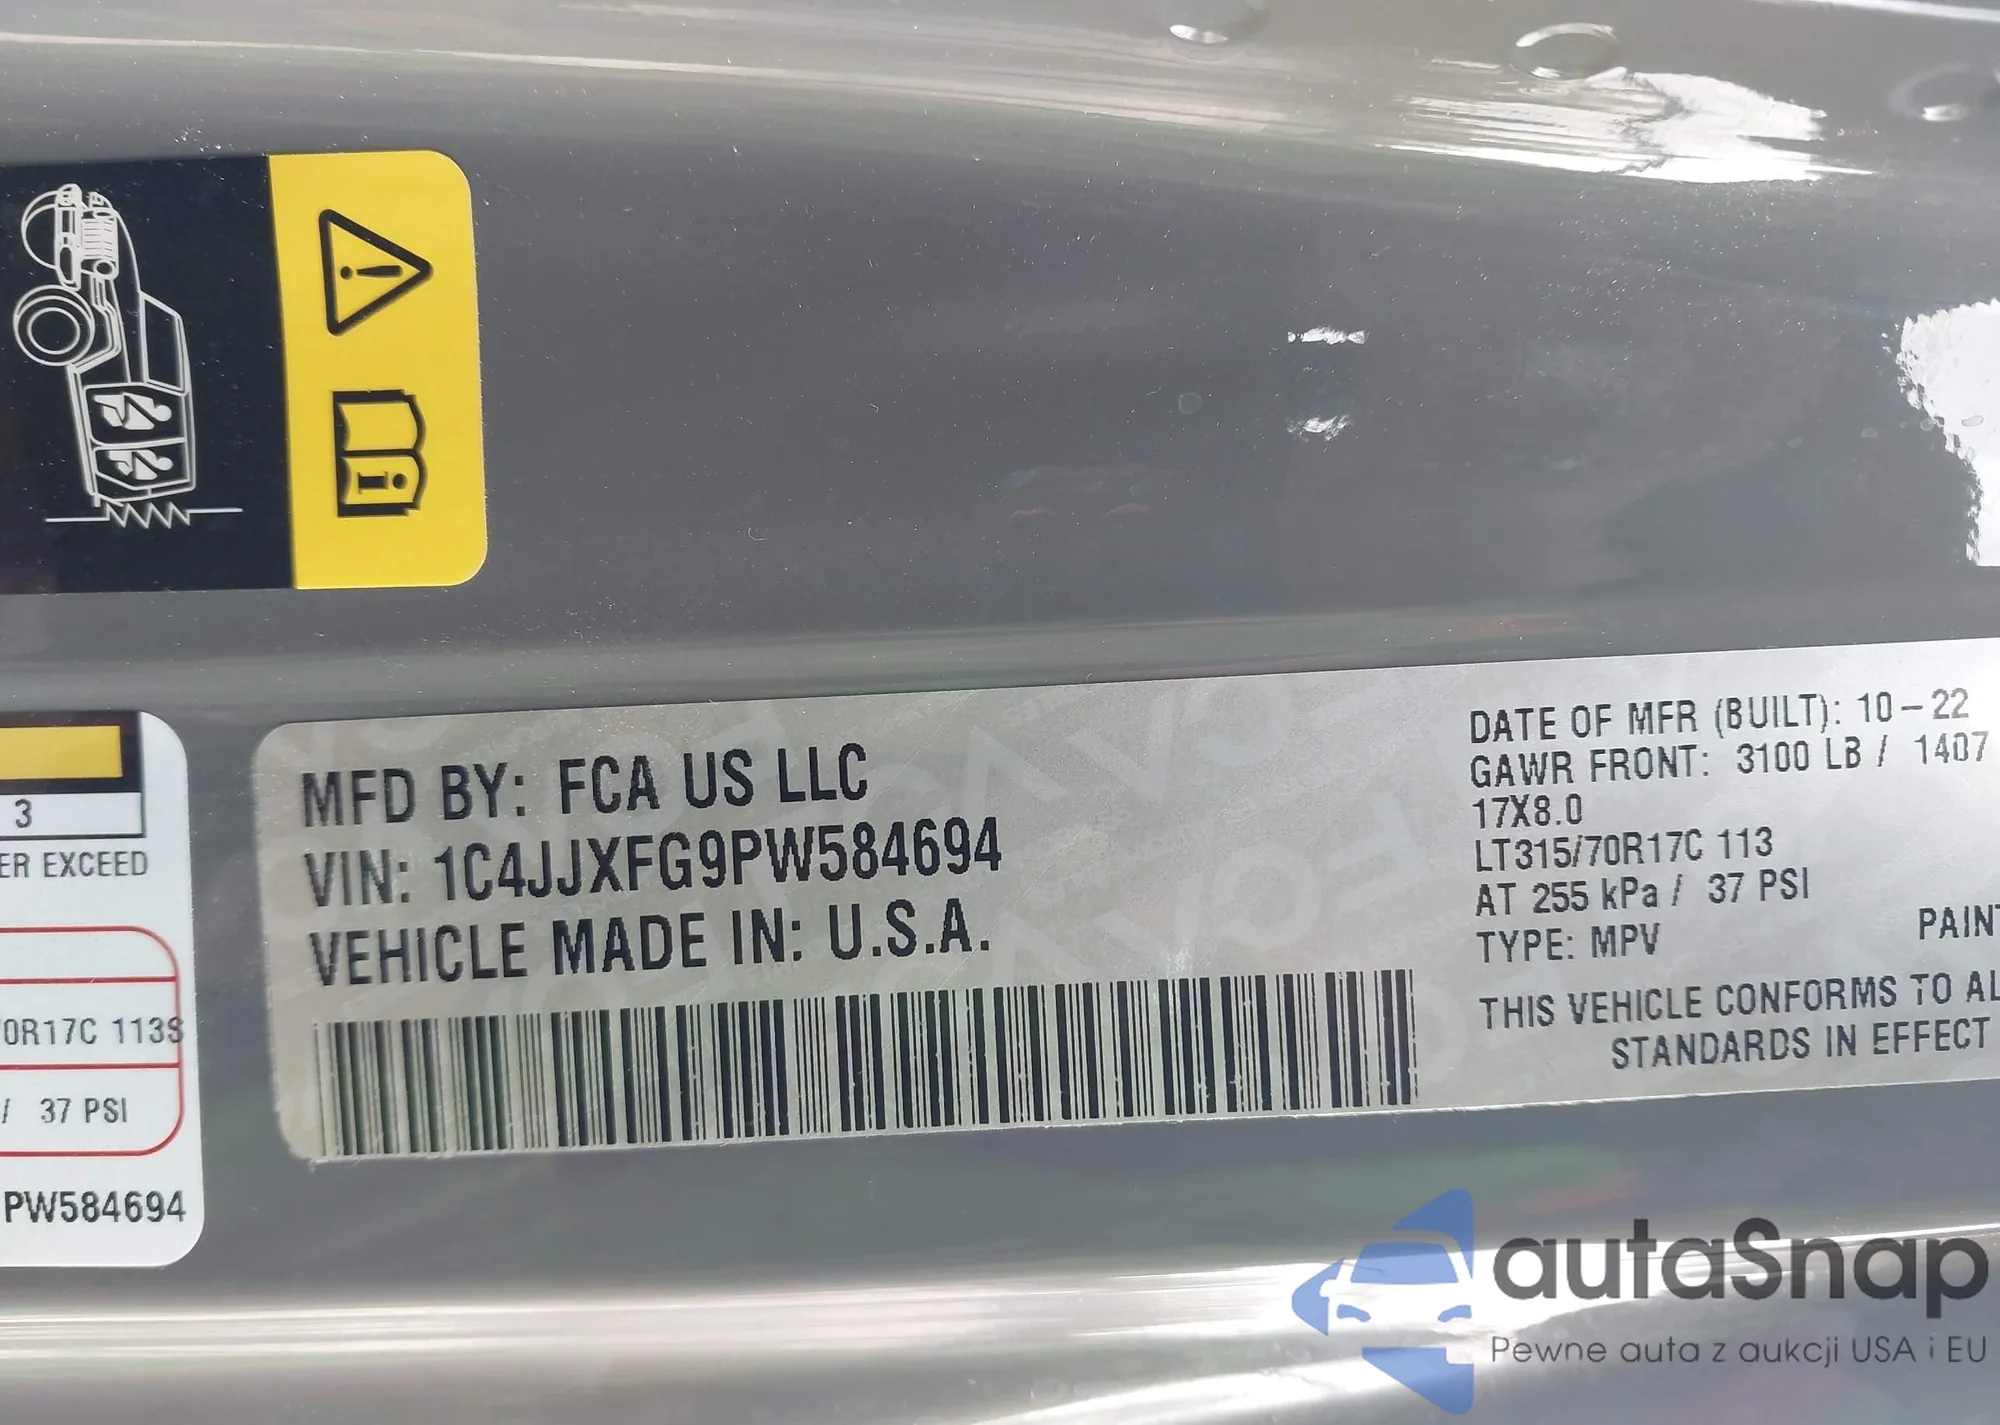 3
ER EXCEED
70R17C 113S
/ 37 PSI
PW584694
MFD BY: FCA US LLC
VIN: 1C4JJXFG9PW584694
VEHICLE MADE IN: U.S.A.
DATE OF MFR (BUILT): 10-22
GAWR FRONT: 3100 LB / 1407
17X8.0
LT315/70R17C 113
AT 255 kPa / 37 PSI
TYPE: MPV
PAINT
THIS VEHICLE CONFORMS TO AL
STANDARDS IN EFFECT
autaSnap
Pewne auta z aukcji USA i EU